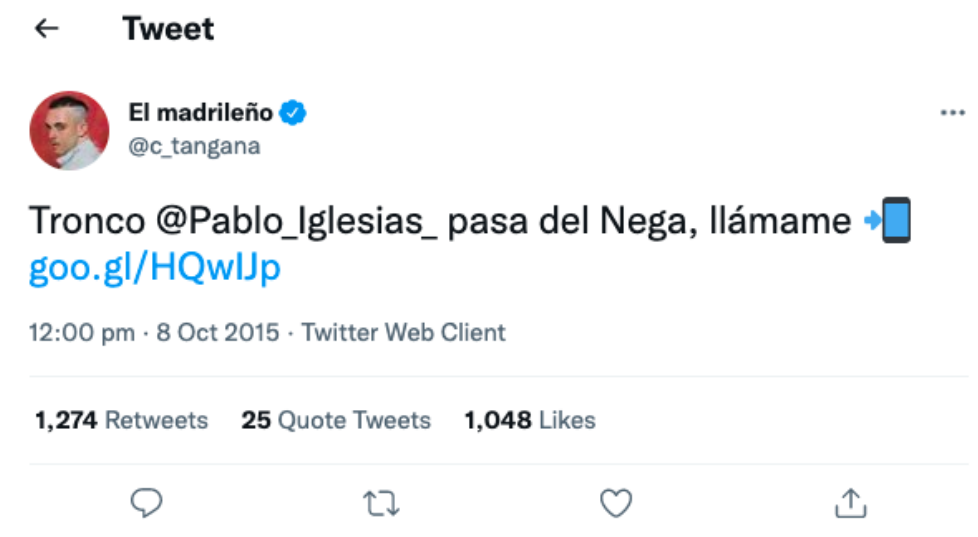 Tweet
El madrileño
@c_tangana
Tronco @Pablo_Iglesias_ pasa del Nega, llámame 📲
goo.gl/HQwIJp
12:00 pm · 8 Oct 2015 · Twitter Web Client
1,274 Retweets 25 Quote Tweets 1,048 Likes